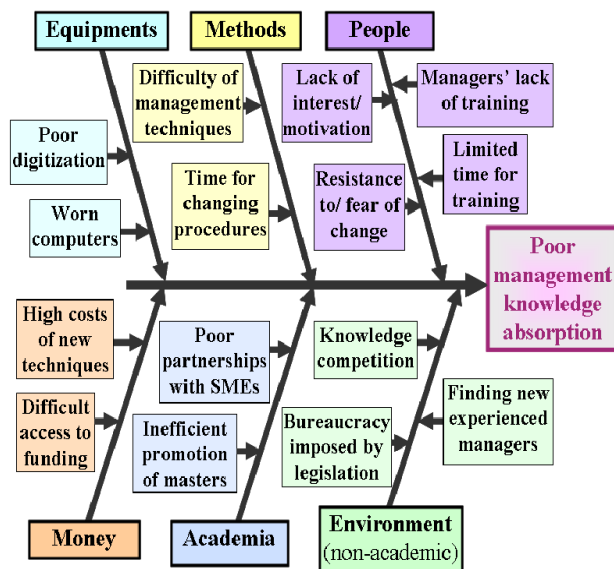 Equipments
Methods
People
Difficulty of
management
techniques
Lack of
interest/
motivation
Managers’ lack
of training
Poor
digitization
Time for
changing
procedures
Resistance
to/ fear of
change
Limited
time for
training
Worn
computers
Poor
management
knowledge
absorption
High costs
of new
techniques
Poor
partnerships
with SMEs
Knowledge
competition
Finding new
experienced
managers
Difficult
access to
funding
Inefficient
promotion
of masters
Bureaucracy
imposed by
legislation
Money
Academia
Environment
(non-academic)